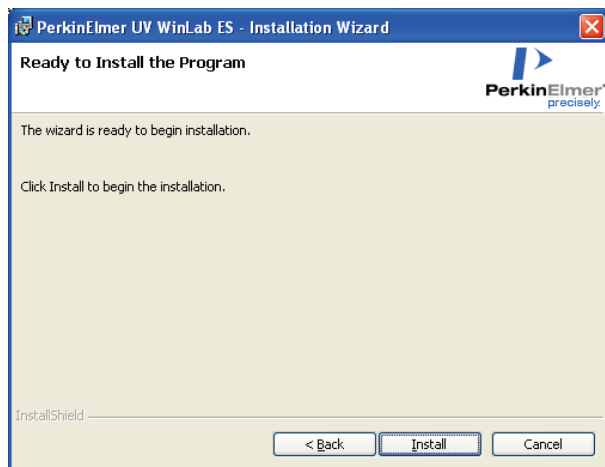 PerkinElmer UV WinLab ES - Installation Wizard
Ready to Install the Program
PerkinElmer®
precisely.
The wizard is ready to begin installation.
Click Install to begin the installation.
InstallShield
< Back
Install
Cancel